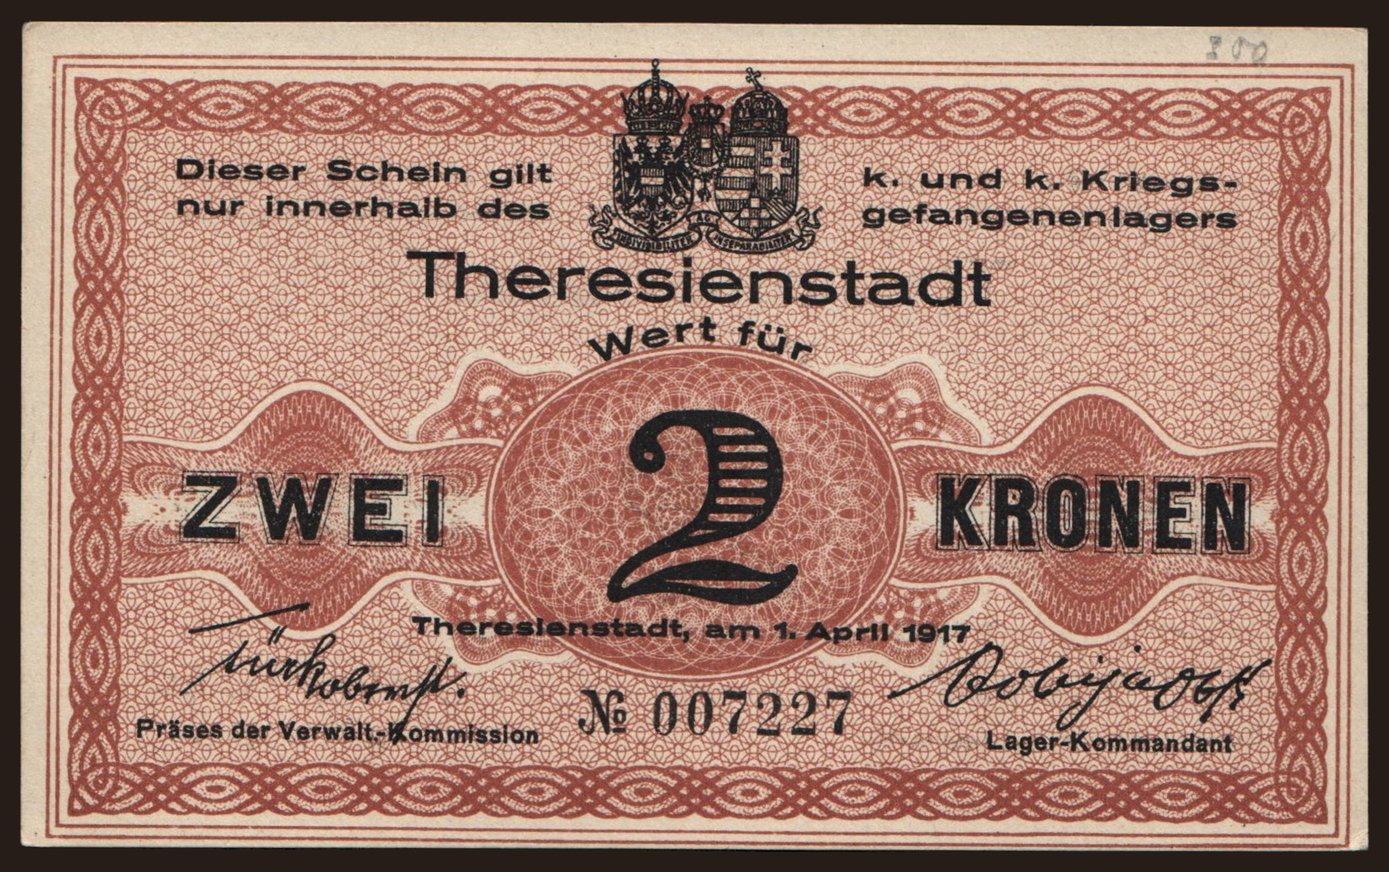 300
Dieser Schein gilt
nur innerhalb des
k. und k. Kriegs-
gefangenenlagers
Theresienstadt
Wert für
2
ZWEI KRONEN
Theresienstadt, am 1. April 1917
№ 007227
Präses der Verwalt.-Kommission
Lager-Kommandant